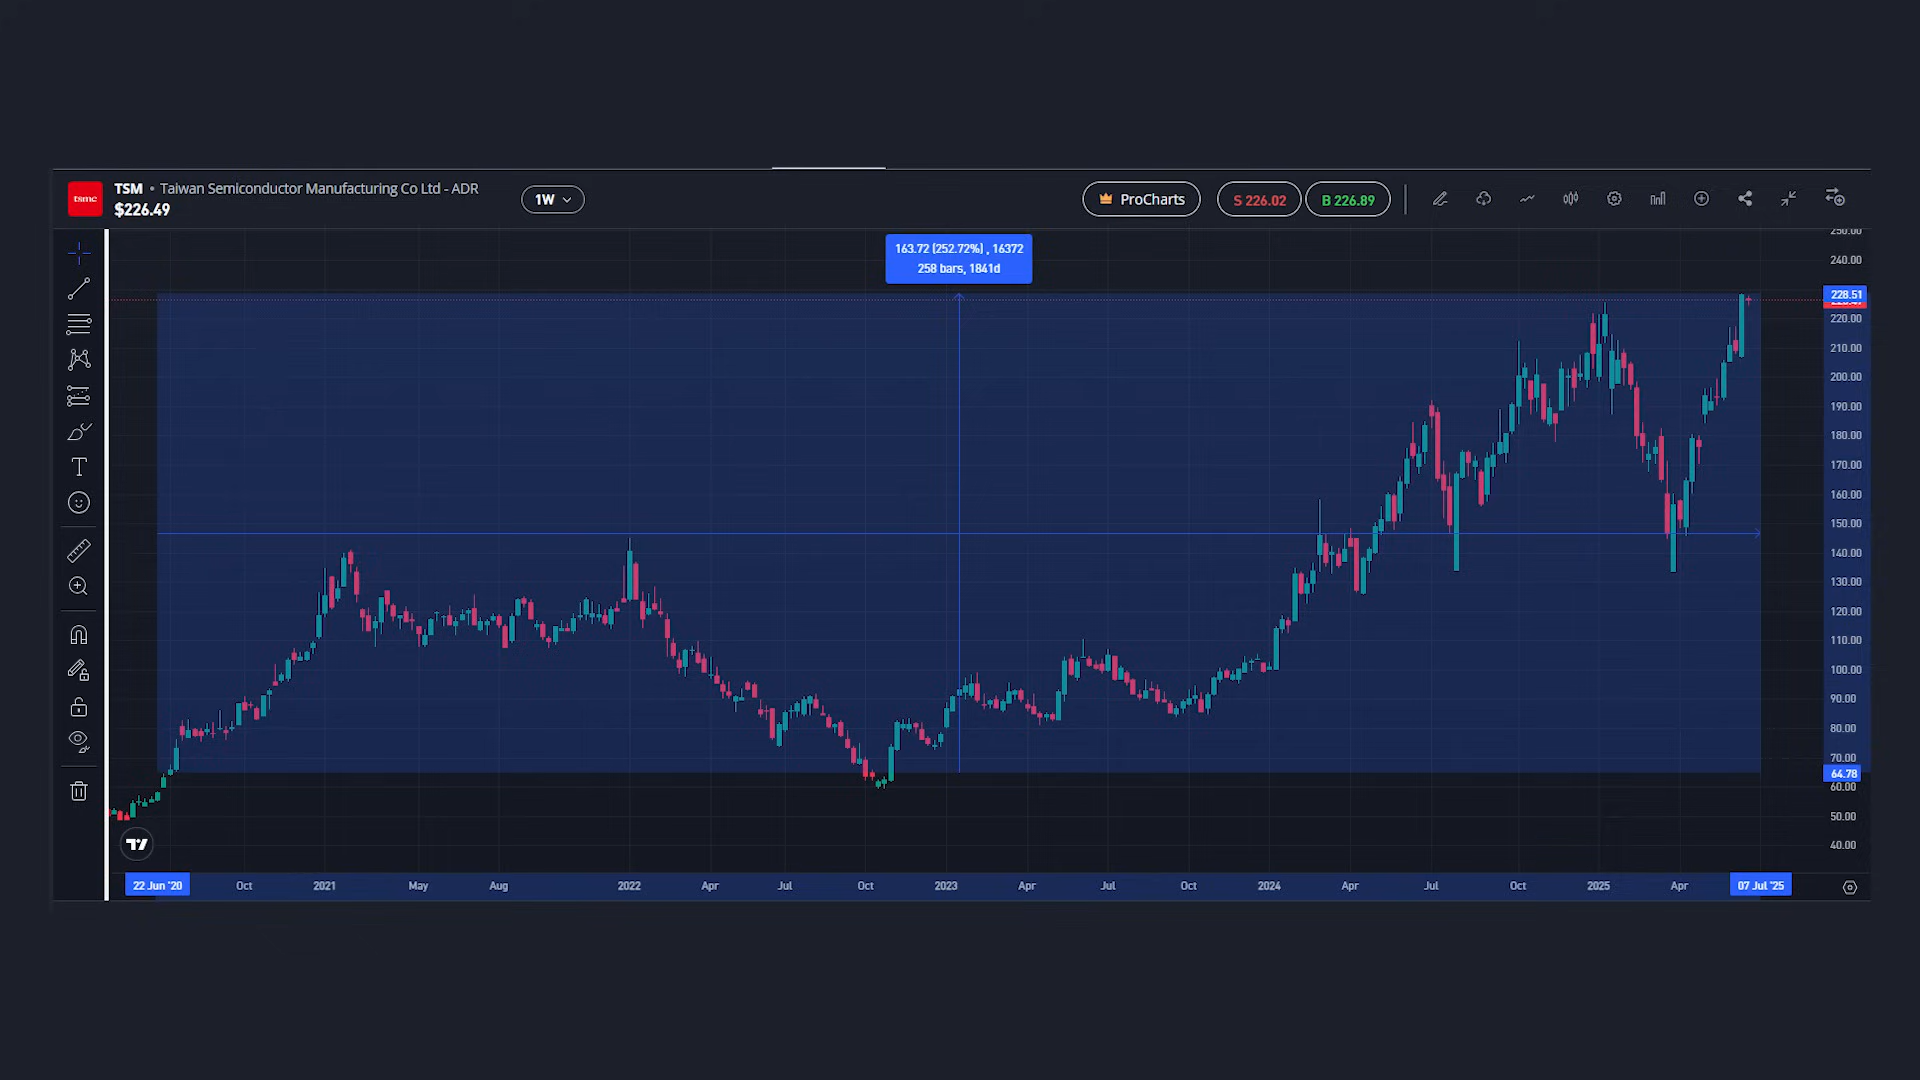 tsmc
TSM • Taiwan Semiconductor Manufacturing Co Ltd - ADR
$226.49
1W
ProCharts
S 226.02
B 226.89
163.72 (252.72%) , 16372
258 bars, 1841d
250.00
240.00
228.51
220.00
210.00
200.00
190.00
180.00
170.00
160.00
150.00
140.00
130.00
120.00
110.00
100.00
90.00
80.00
70.00
64.78
60.00
50.00
40.00
22 Jun '20
Oct
2021
May
Aug
2022
Apr
Jul
Oct
2023
Apr
Jul
Oct
2024
Apr
Jul
Oct
2025
Apr
07 Jul '25